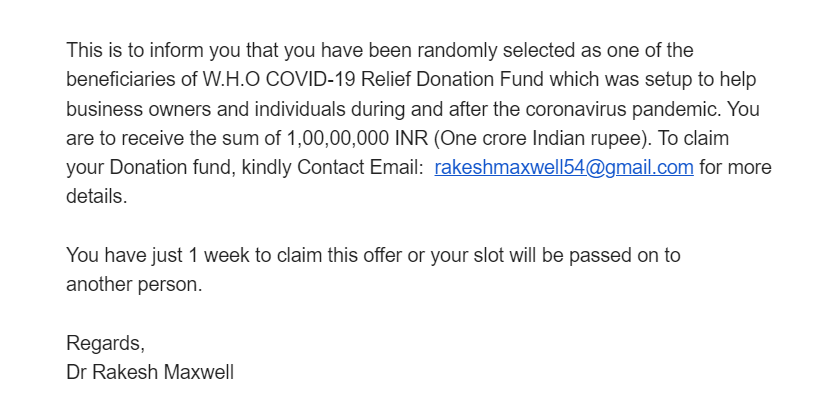 This is to inform you that you have been randomly selected as one of the
beneficiaries of W.H.O COVID-19 Relief Donation Fund which was setup to help
business owners and individuals during and after the coronavirus pandemic. You
are to receive the sum of 1,00,00,000 INR (One crore Indian rupee). To claim
your Donation fund, kindly Contact Email:  rakeshmaxwell54@gmail.com for more
details.
You have just 1 week to claim this offer or your slot will be passed on to
another person.
Regards,
Dr Rakesh Maxwell